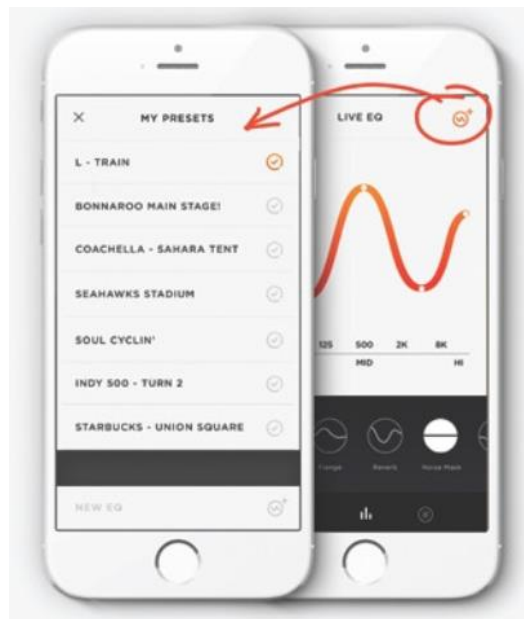 MY PRESETS
L - TRAIN
BONNAROO MAIN STAGE!
COACHELLA - SAHARA TENT
SEAHAWKS STADIUM
SOUL CYCLIN'
INDY 500 - TURN 2
STARBUCKS - UNION SQUARE
NEW EQ
LIVE EQ
125 500 2K 8K
MID HI
Flange Reverb Noise Mask